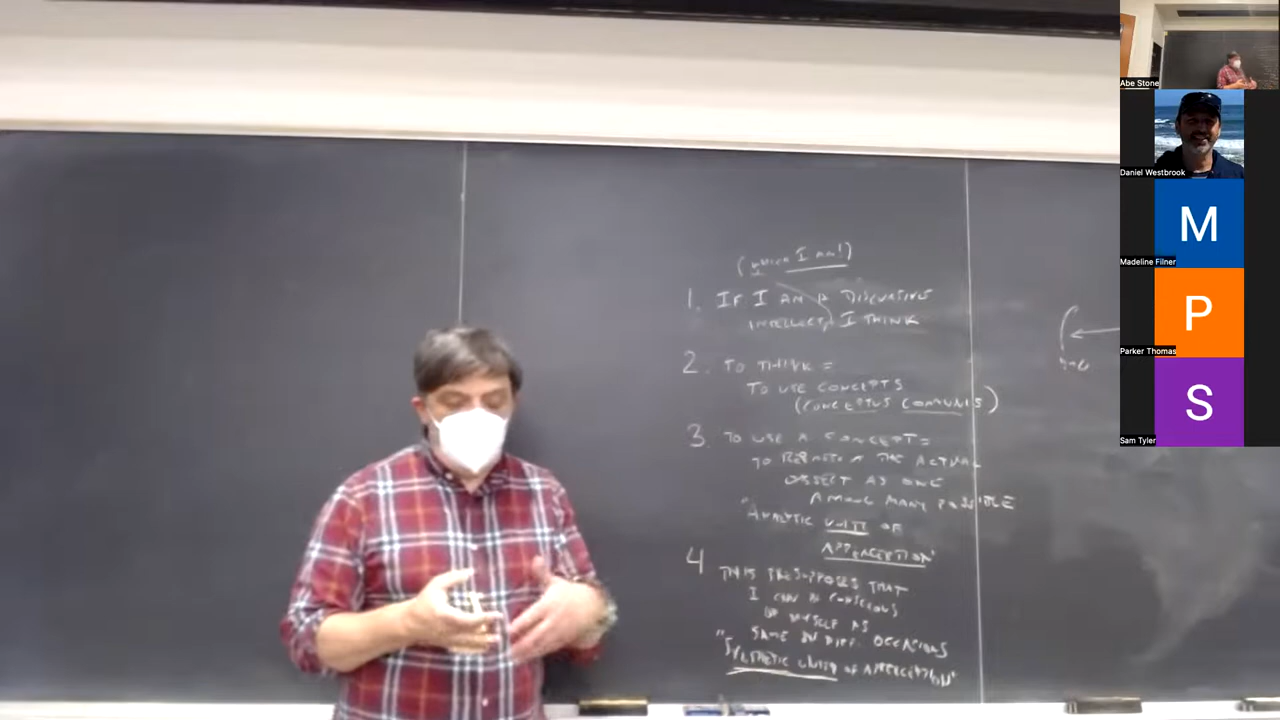 (which I am!)
1. IF I AM A DISCURSIVE
INTELLECT, I THINK
2. TO THINK =
TO USE CONCEPTS
(CONCEPTUS COMMUNIS)
3. TO USE A CONCEPT =
TO THE ACTUAL
OBJECT AS ONE
AMONG MANY POSSIBLE
"ANALYTIC UNITY OF
APPERCEPTION"
4 THIS PRESUPPOSES THAT
I CAN BE CONSCIOUS
OF MYSELF AS
SAME ON DIFF. OCCASIONS
"SYNTHETIC UNITY OF APPERCEPTION"
Abe Stone
Daniel Westbrook
M
Madeline Filner
P
Parker Thomas
S
Sam Tyler